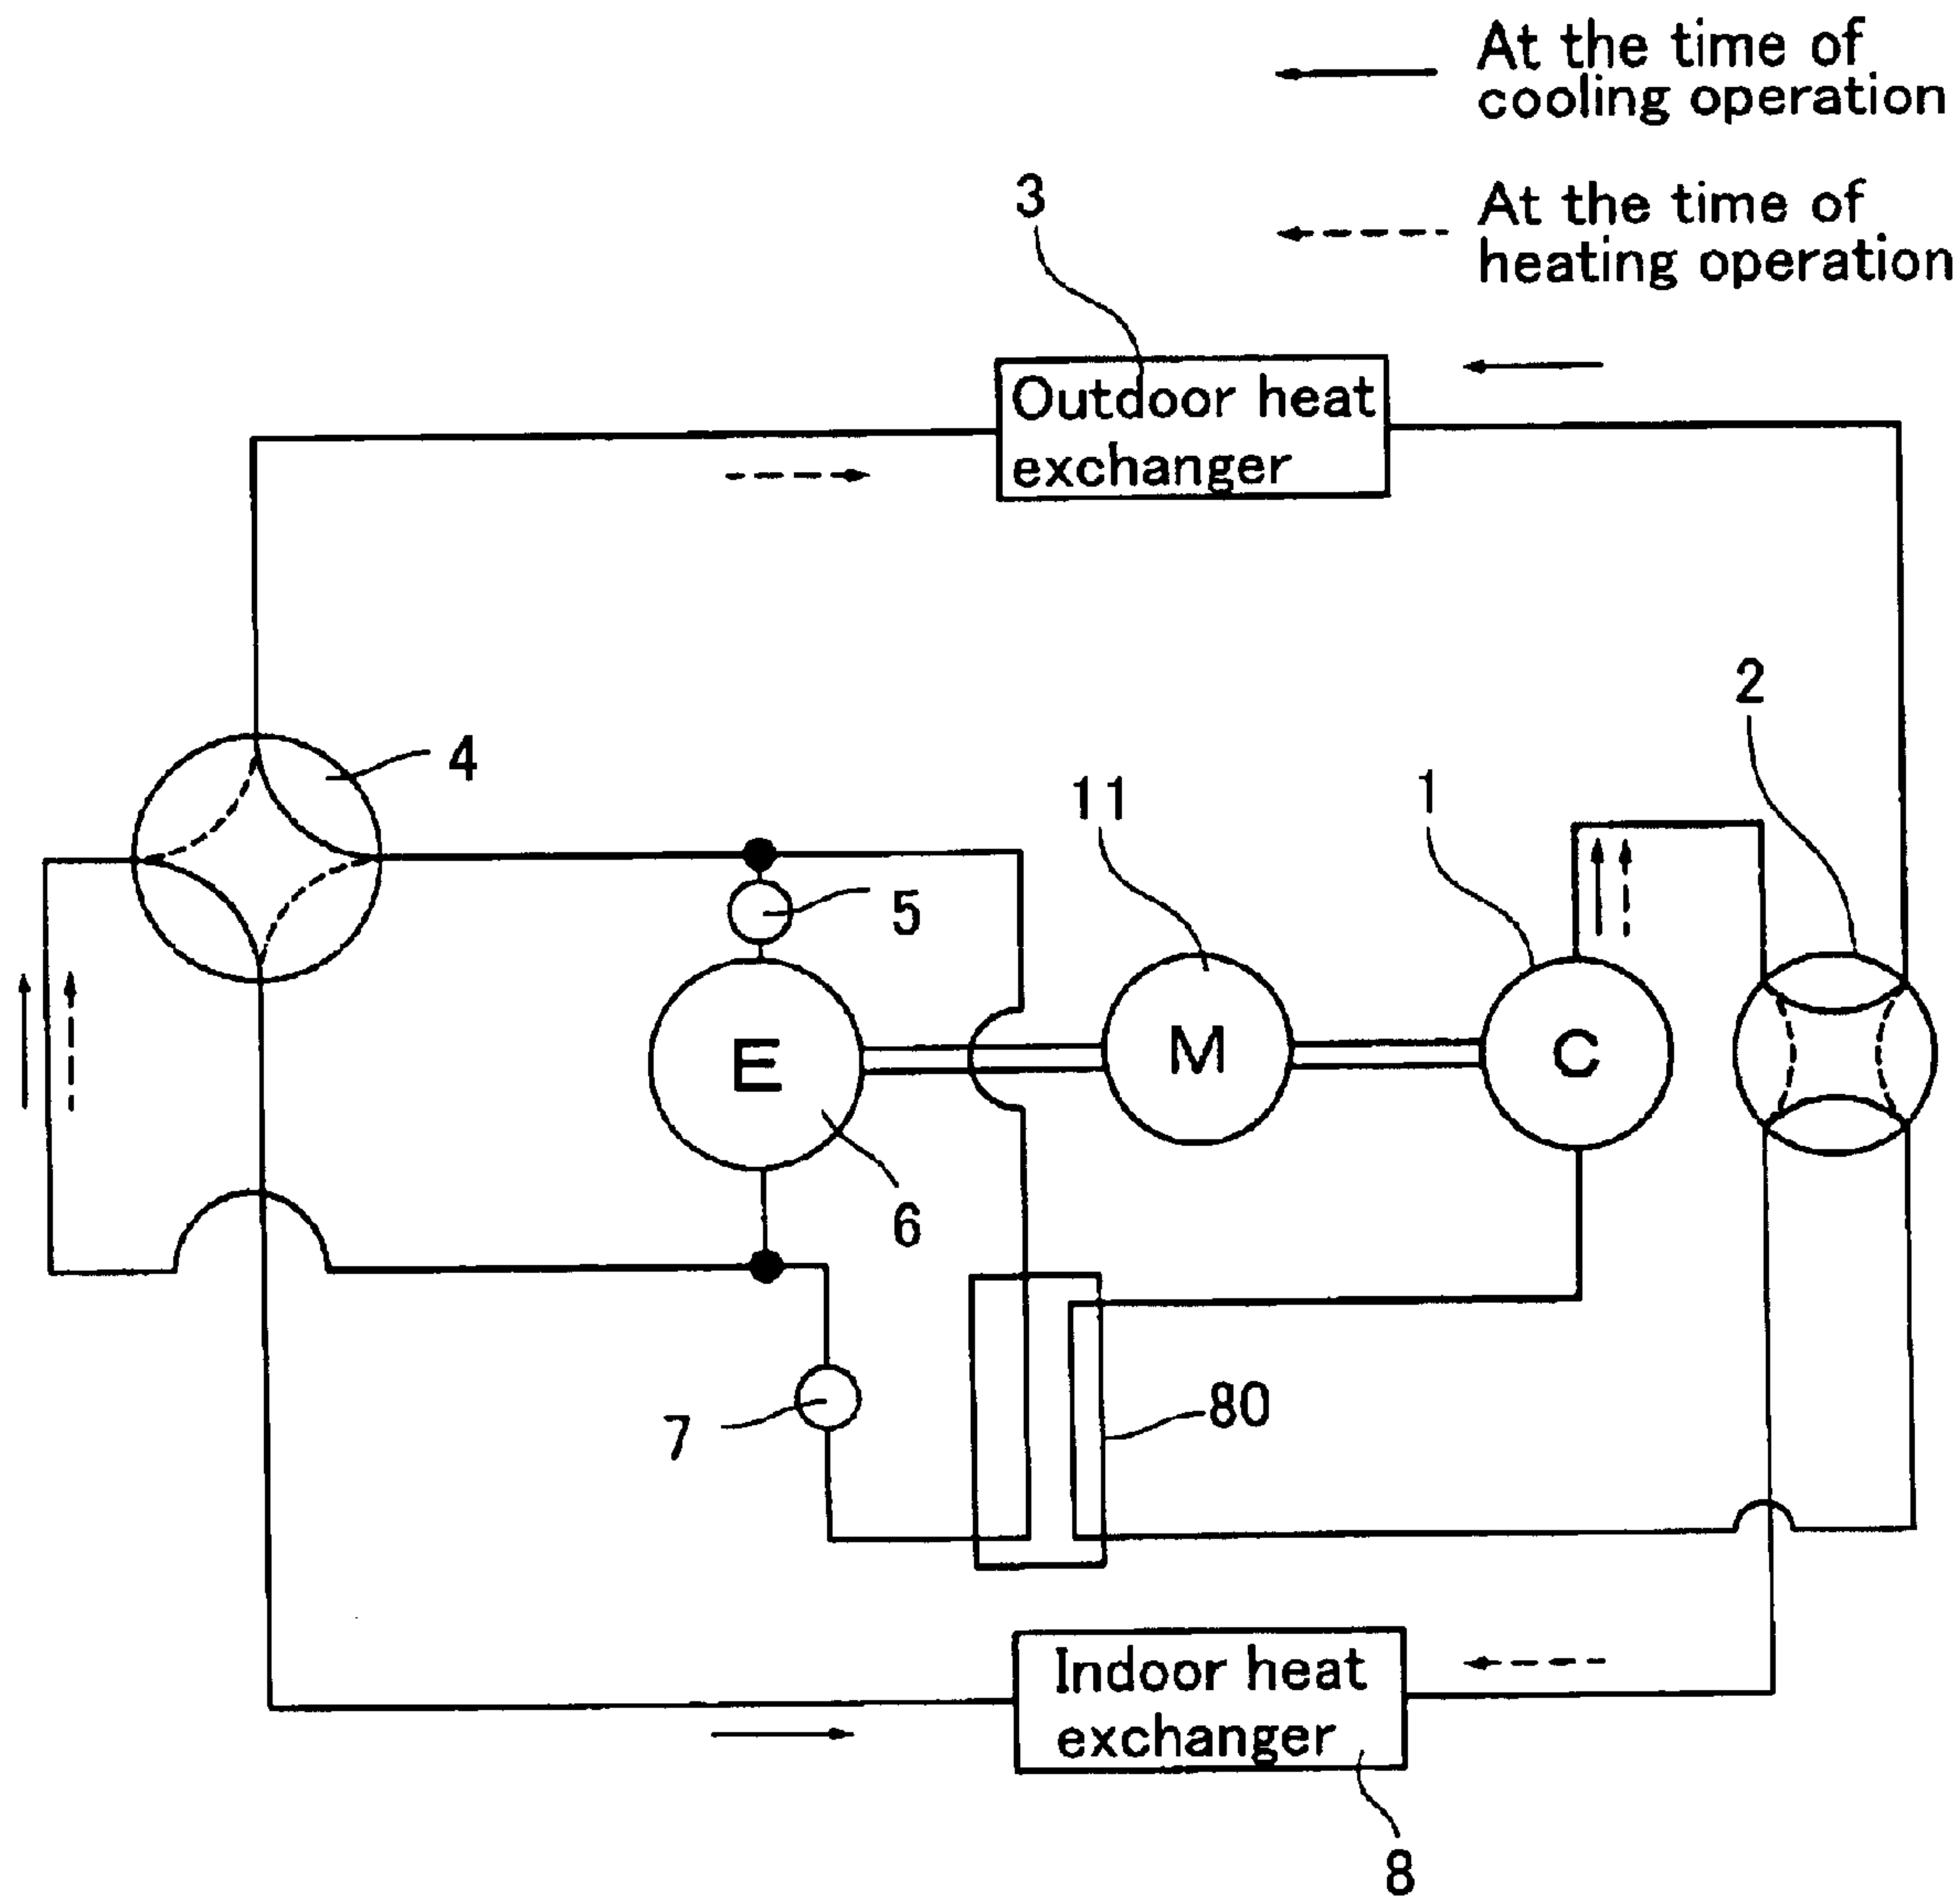 At the time of
cooling operation
At the time of
heating operation
3
Outdoor heat
exchanger
2
4
11
1
5
E
M
C
6
7
80
Indoor heat
exchanger
8